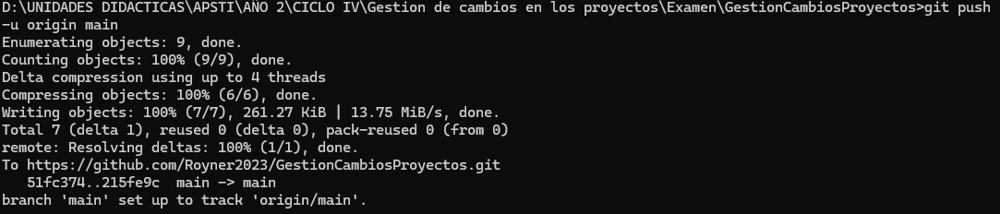 D:\UNIDADES DIDACTICAS\APSTI\AÑO 2\CICLO IV\Gestion de cambios en los proyectos\Examen\GestionCambiosProyectos>git push
-u origin main
Enumerating objects: 9, done.
Counting objects: 100% (9/9), done.
Delta compression using up to 4 threads
Compressing objects: 100% (6/6), done.
Writing objects: 100% (7/7), 261.27 KiB | 13.75 MiB/s, done.
Total 7 (delta 1), reused 0 (delta 0), pack-reused 0 (from 0)
remote: Resolving deltas: 100% (1/1), done.
To https://github.com/Royner2023/GestionCambiosProyectos.git
   51fc374..215fe9c  main -> main
branch 'main' set up to track 'origin/main'.